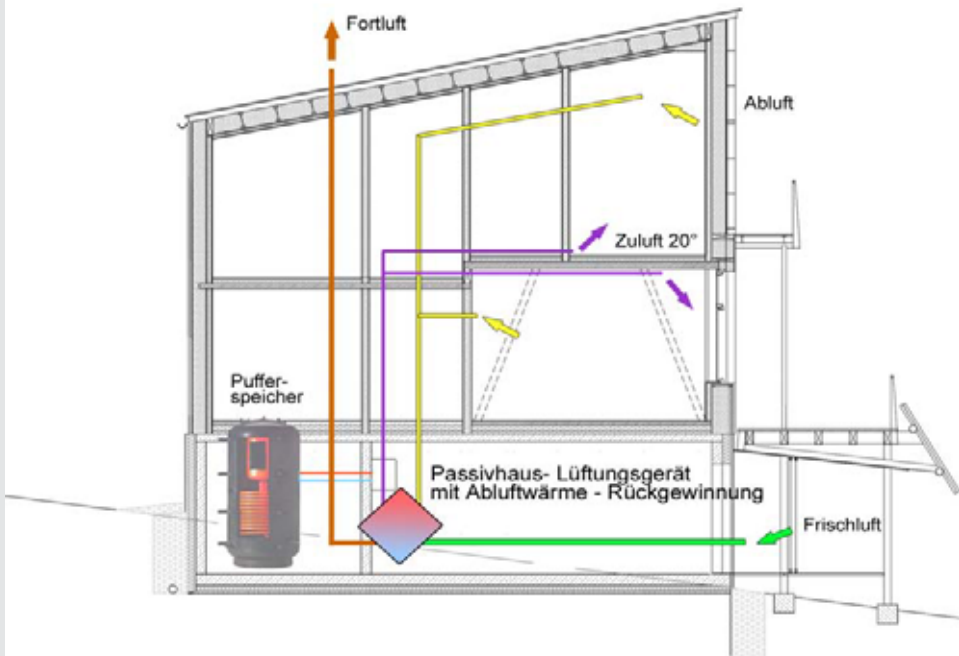 Fortluft
Abluft
Zuluft 20°
Puffer-
speicher
Passivhaus- Lüftungsgerät
mit Abluftwärme - Rückgewinnung
Frischluft